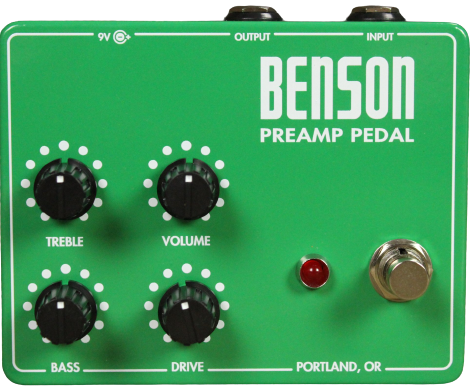 9V
OUTPUT
INPUT
BENSON
PREAMP PEDAL
TREBLE
VOLUME
BASS
DRIVE
PORTLAND, OR